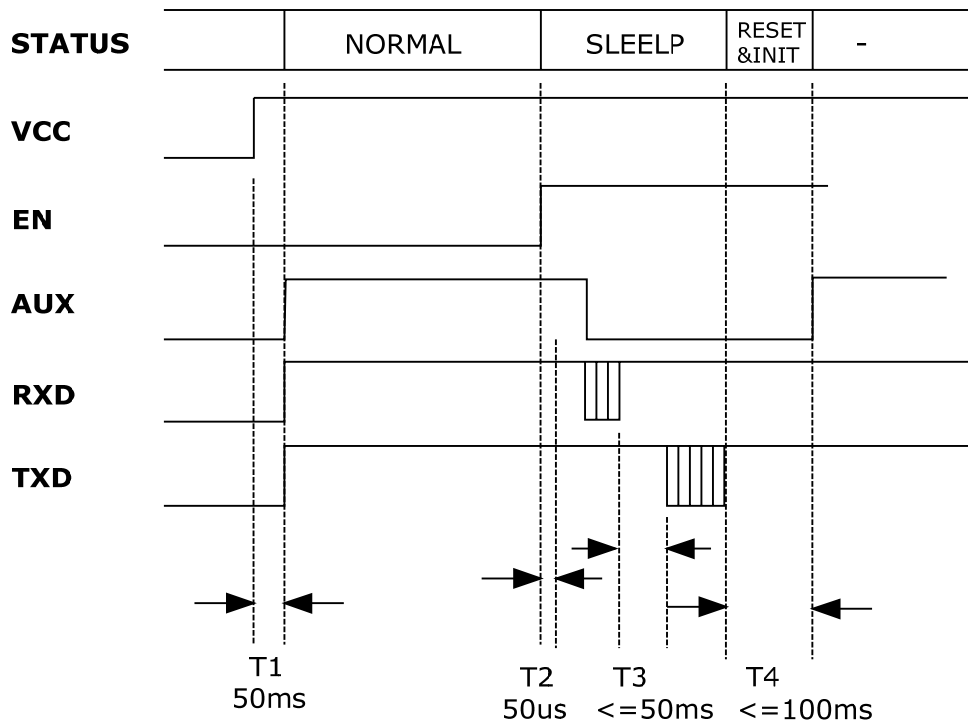 STATUS NORMAL SLEELP RESET
&INIT -
VCC
EN
AUX
RXD
TXD
T1 T2 T3 T4
50ms 50us <=50ms <=100ms